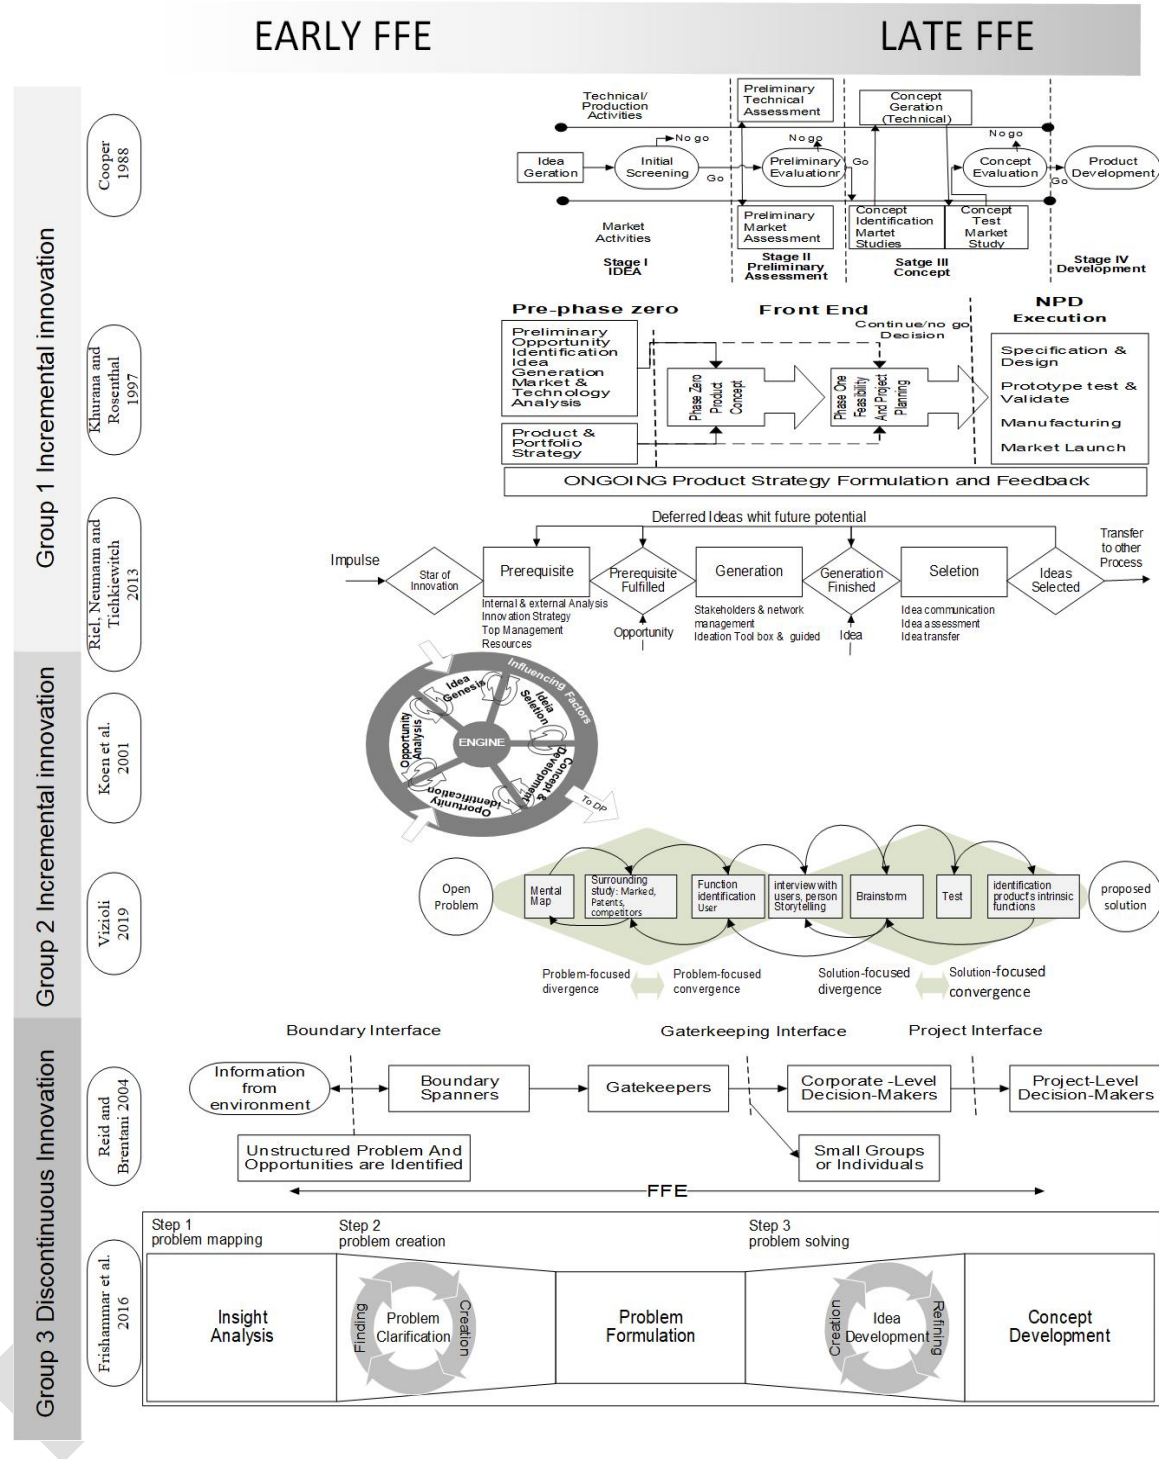 EARLY FFE
LATE FFE
Group 1 Incremental innovation
Group 2 Incremental innovation
Group 3 Discontinuous Innovation
Cooper
1988
Technical/
Production
Activities
Preliminary
Technical
Assessment
Concept
Geration
(Technical)
No go
No go
No go
Idea
Geration
Initial
Screening
Go
Preliminary
Evaluationr
Go
Concept
Evaluation
Go
Product
Development
Market
Activities
Preliminary
Market
Assessment
Concept
Identification
Martet
Studies
Concept
Test
Market
Study
Stage I
IDEA
Stage II
Preliminary
Assessment
Satge III
Concept
Stage IV
Development
Khurana and
Rosenthal
1997
Pre-phase zero
Front End
NPD
Execution
Continue/no go
Decision
Preliminary
Opportunity
Identification
Idea
Generation
Market &
Technology
Analysis
Product &
Portfolio
Strategy
Phase Zero
Product
Concept
Phase One
Feasibility
And Project
Planning
Specification &
Design
Prototype test &
Validate
Manufacturing
Market Launch
ONGOING Product Strategy Formulation and Feedback
Riel, Neumann and
Tichkiewitch
2013
Deferred Ideas whit future potential
Impulse
Star of
Innovation
Prerequisite
Prerequisite
Fulfilled
Generation
Generation
Finished
Seletion
Ideas
Selected
Transfer
to other
Process
Internal & external Analysis
Innovation Strategy
Top Management
Resources
Opportunity
Stakeholders & network
management
Ideation Tool box & guided
Idea
Idea communication
Idea assessment
Idea transfer
Koen et al.
2001
Influencing Factors
Idea
Genesis
Ideia
Seletion
Opportunity
Analysis
ENGINE
Concept &
Development
Oportunity
identification
To DP
Vizioli
2019
Open
Problem
Mental
Map
Surrounding
study: Marked,
Patents,
competitors
Function
identification
User
interview with
users, person
Storytelling
Brainstorm
Test
identification
product's intrinsic
functions
proposed
solution
Problem-focused
divergence
Problem-focused
convergence
Solution-focused
divergence
Solution-focused
convergence
Reid and
Brentani 2004
Boundary Interface
Gaterkeeping Interface
Project Interface
Information
from
environment
Boundary
Spanners
Gatekeepers
Corporate -Level
Decision-Makers
Project-Level
Decision-Makers
Unstructured Problem And
Opportunities are Identified
Small Groups
or Individuals
FFE
Frishammar et al.
2016
Step 1
problem mapping
Step 2
problem creation
Step 3
problem solving
Insight
Analysis
Finding
Problem
Clarification
Creation
Problem
Formulation
Creation
Idea
Development
Refining
Concept
Development